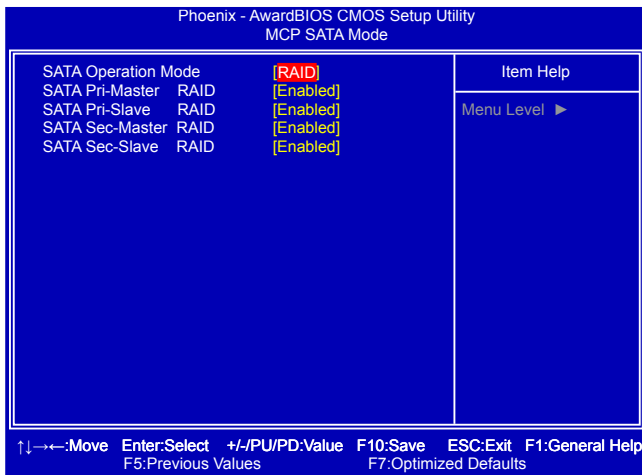 Phoenix - AwardBIOS CMOS Setup Utility
MCP SATA Mode
SATA Operation Mode [RAID]
SATA Pri-Master RAID [Enabled]
SATA Pri-Slave RAID [Enabled]
SATA Sec-Master RAID [Enabled]
SATA Sec-Slave RAID [Enabled]
Item Help
Menu Level ►
↑↓→←:Move Enter:Select +/-/PU/PD:Value F10:Save ESC:Exit F1:General Help
F5:Previous Values F7:Optimized Defaults